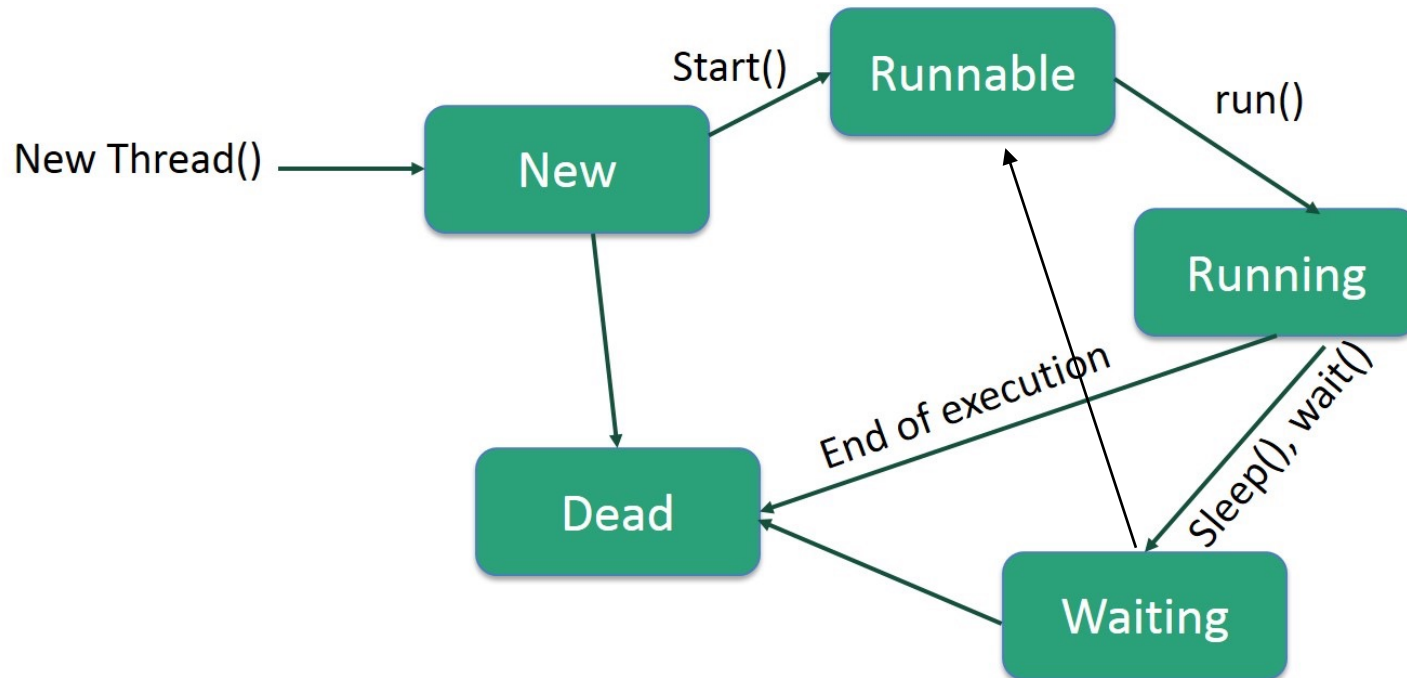 Start()
Runnable
run()
New Thread()
New
Running
End of execution
Sleep(), wait()
Dead
Waiting